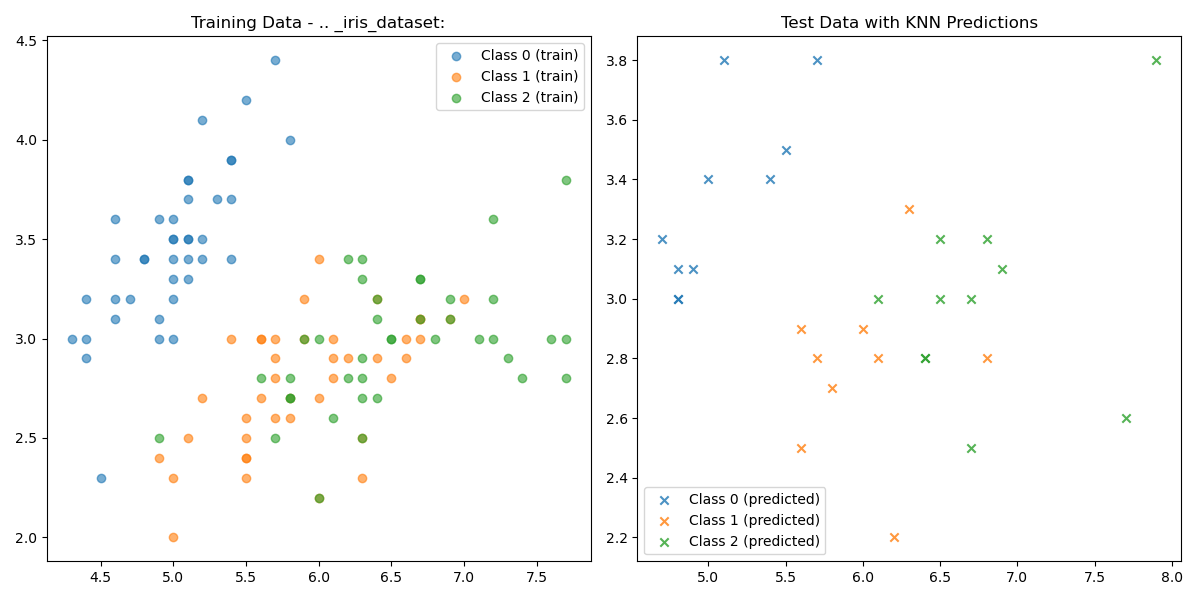 Training Data - .. _iris_dataset:
4.5
4.0
3.5
3.0
2.5
2.0
4.5 5.0 5.5 6.0 6.5 7.0 7.5
Class 0 (train)
Class 1 (train)
Class 2 (train)
Test Data with KNN Predictions
3.8
3.6
3.4
3.2
3.0
2.8
2.6
2.4
2.2
5.0 5.5 6.0 6.5 7.0 7.5 8.0
Class 0 (predicted)
Class 1 (predicted)
Class 2 (predicted)